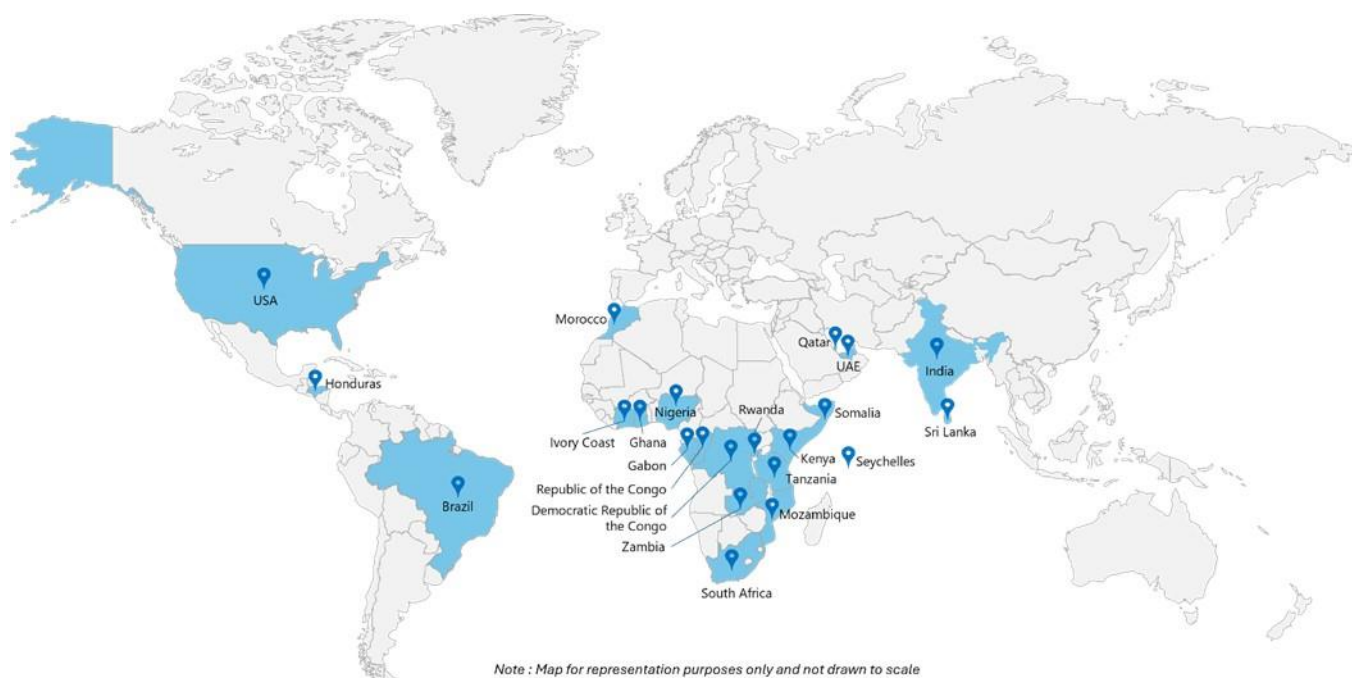 USA
Morocco
Qatar
UAE
India
Honduras
Nigeria
Rwanda
Somalia
Ivory Coast
Ghana
Sri Lanka
Gabon
Kenya
Seychelles
Republic of the Congo
Tanzania
Brazil
Democratic Republic of
the Congo
Mozambique
Zambia
South Africa
Note : Map for representation purposes only and not drawn to scale